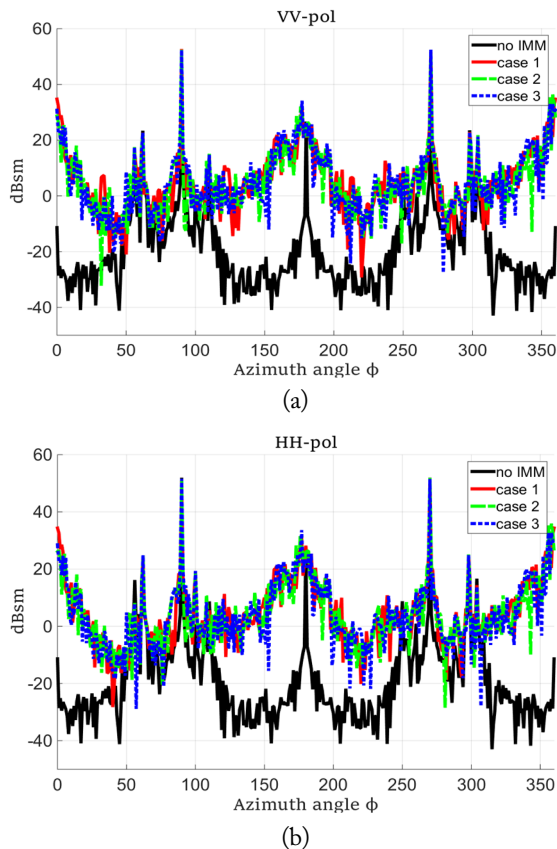 VV-pol
60
40
20
0
-20
-40
dBsm
no IMM
case 1
case 2
case 3
0 50 100 150 200 250 300 350
Azimuth angle ϕ
(a)
HH-pol
60
40
20
0
-20
-40
dBsm
no IMM
case 1
case 2
case 3
0 50 100 150 200 250 300 350
Azimuth angle ϕ
(b)